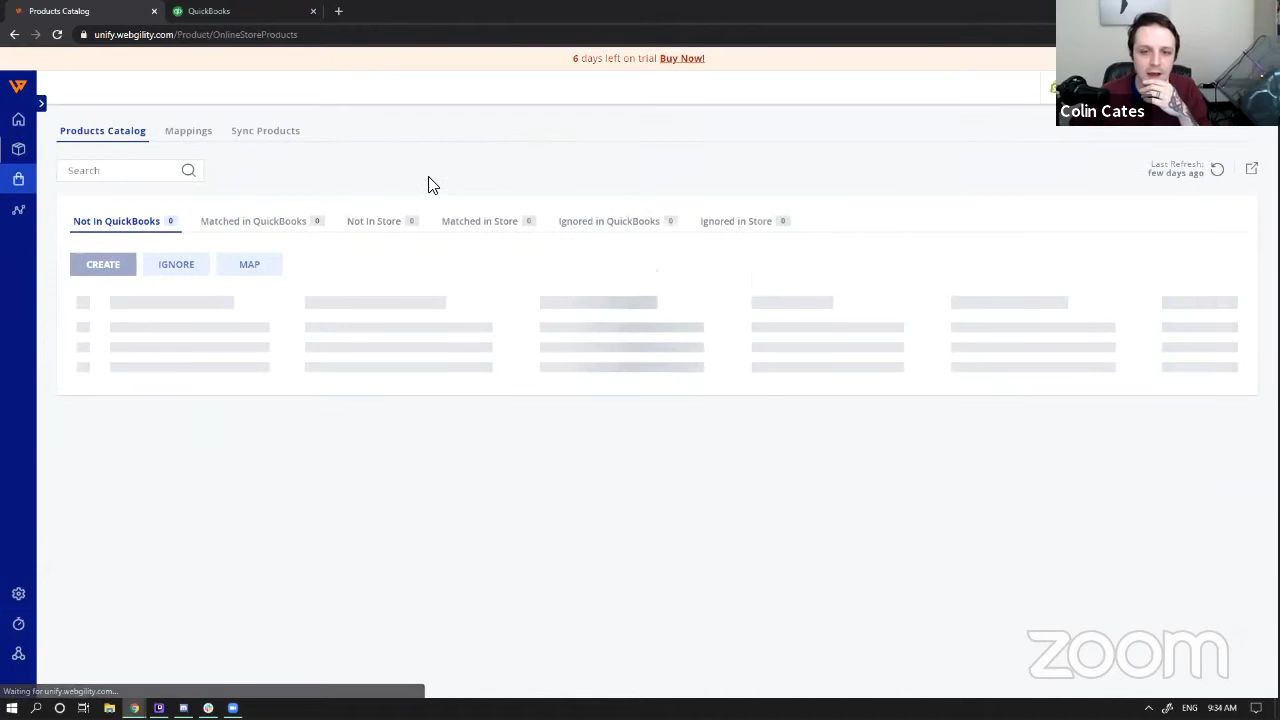 Products Catalog
QuickBooks
unify.webgility.com/Product/OnlineStoreProducts
6 days left on trial Buy Now!
Colin Cates
Products Catalog
Mappings
Sync Products
Search
Last Refresh:
few days ago
Not In QuickBooks 0
Matched in QuickBooks 0
Not In Store 0
Matched in Store 0
Ignored in QuickBooks 0
Ignored in Store 0
CREATE
IGNORE
MAP
zoom
Waiting for unify.webgility.com...
ENG
9:34 AM